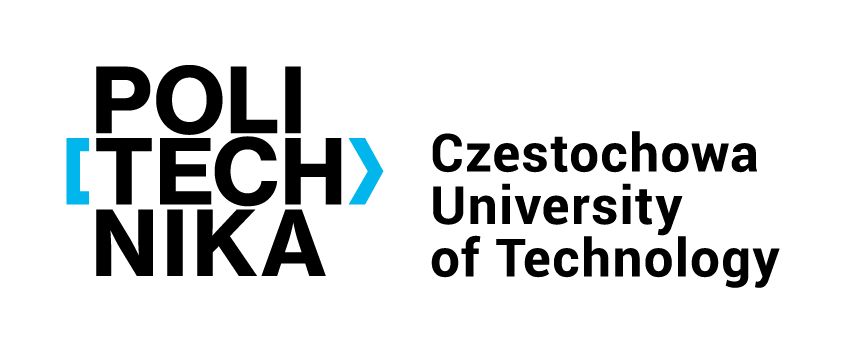 POLI
[TECH>
NIKA
Czestochowa
University
of Technology